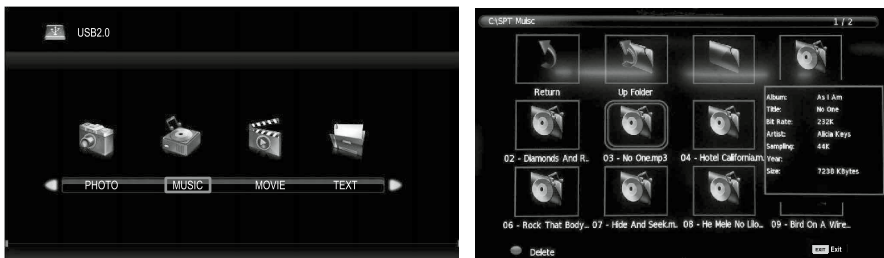 USB2.0
PHOTO MUSIC MOVIE TEXT
C:\SPT Mulsc 1 / 2
Return Up Folder
Album: As I Am
Title: No One
Bit Rate: 232K
Artist: Alicia Keys
Sampling: 44K
Year:
Size: 7238 KBytes
02 - Diamonds And R... 03 - No One.mp3 04 - Hotel California.m
06 - Rock That Body... 07 - Hide And Seek.m.. 08 - He Mele No Lilo... 09 - Bird On A Wire...
Delete EXIT Exit